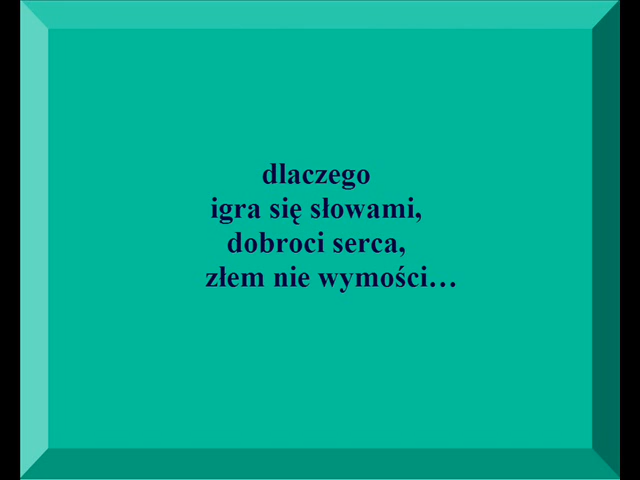 dlaczego
igra się słowami,
dobroci serca,
złem nie wymości…